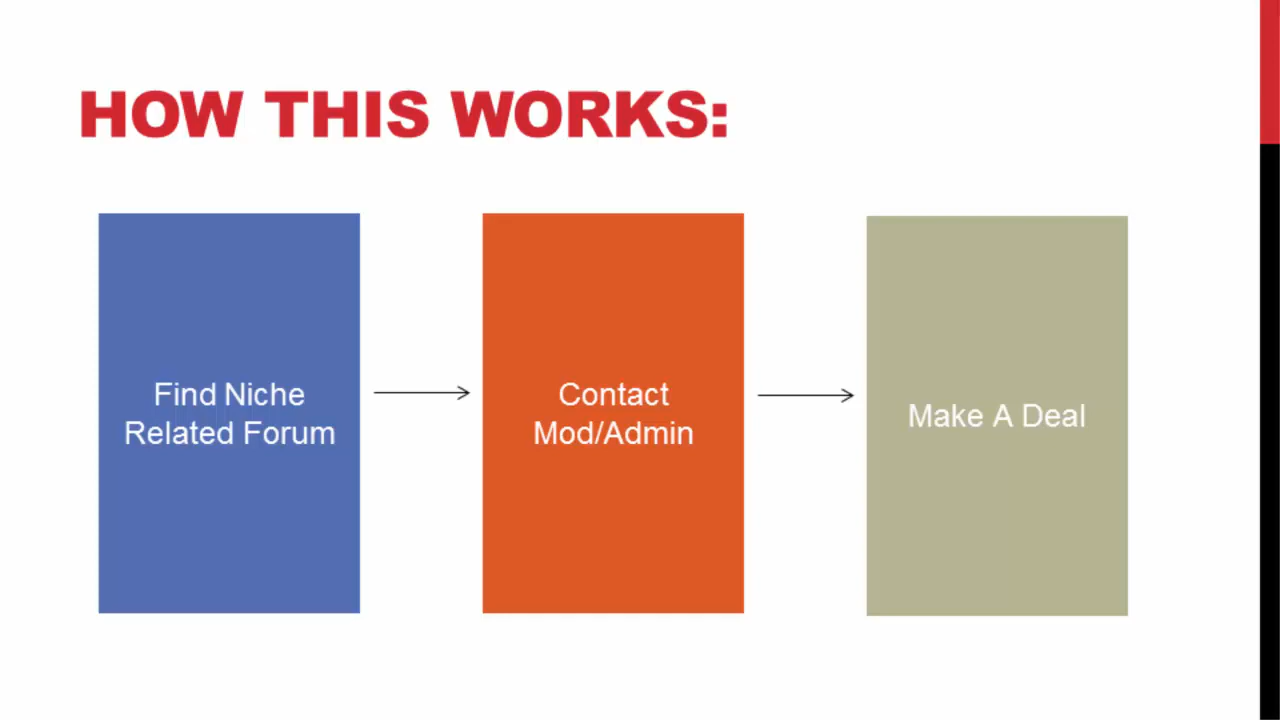 HOW THIS WORKS:
Find Niche
Related Forum
Contact
Mod/Admin
Make A Deal